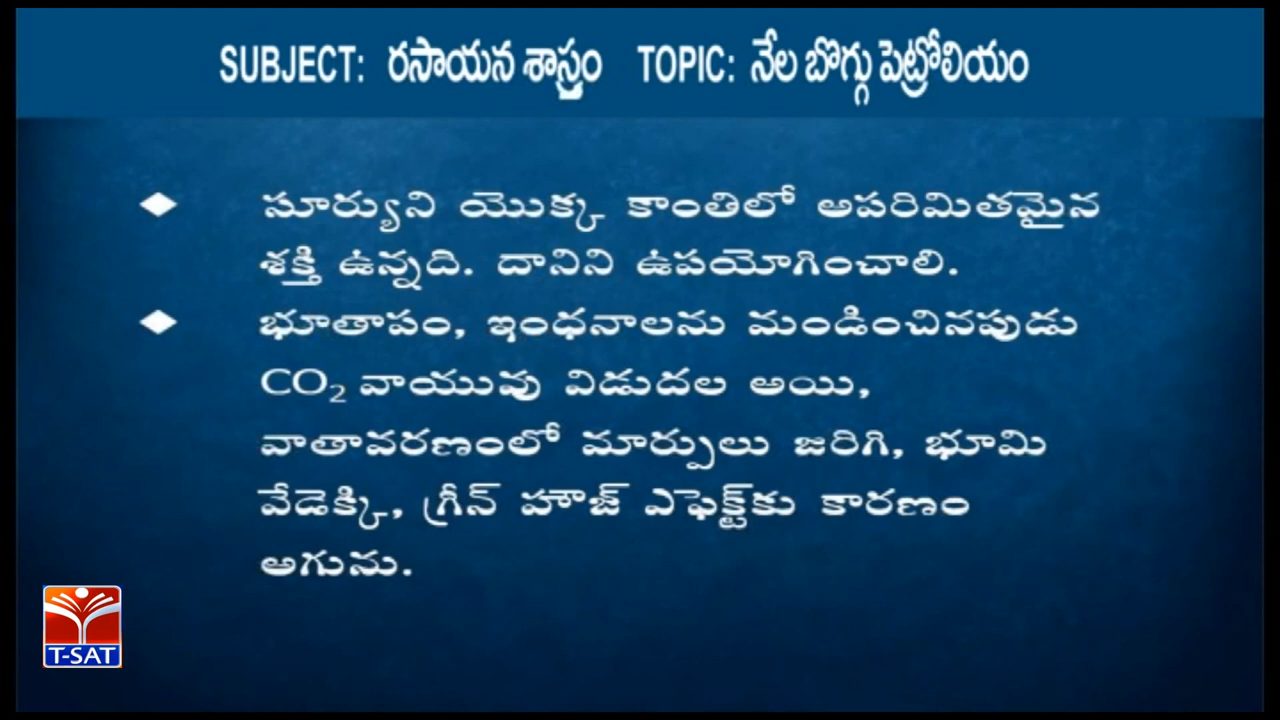 SUBJECT: రసాయన శాస్త్రం TOPIC: నేల బొగ్గు పెట్రోలియం
సూర్యుని యొక్క కాంతిలో అపరిమితమైన
శక్తి ఉన్నది. దానిని ఉపయోగించాలి.
భూతాపం, ఇంధనాలను మండించినపుడు
CO₂ వాయువు విడుదల అయి,
వాతావరణంలో మార్పులు జరిగి, భూమి
వేడెక్కి, గ్రీన్ హౌజ్ ఎఫెక్ట్‌కు కారణం
అగును.
T-SAT